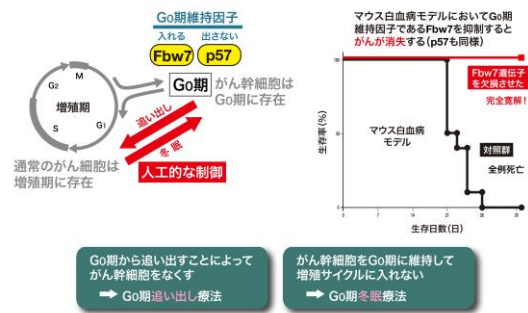 G₀期維持因子
入れる 出さない
Fbw7 p57
G₀期
がん幹細胞は
G₀期に存在
G₂
M
S
G₁
増殖期
追い出し
冬眠
通常のがん細胞は
増殖期に存在
人工的な制御
マウス白血病モデルにおいてG₀期
維持因子であるFbw7を抑制すると
がんが消失する(p57も同様)
100
50
0
生存率(%)
Fbw7遺伝子
を欠損させた
完全寛解!
マウス白血病
モデル
対照群
全例死亡
0 7 14 21 28 35
生存日数(日)
G₀期から追い出すことによって
がん幹細胞をなくす
➡ G₀期追い出し療法
がん幹細胞をG₀期に維持して
増殖サイクルに入れない
➡ G₀期冬眠療法